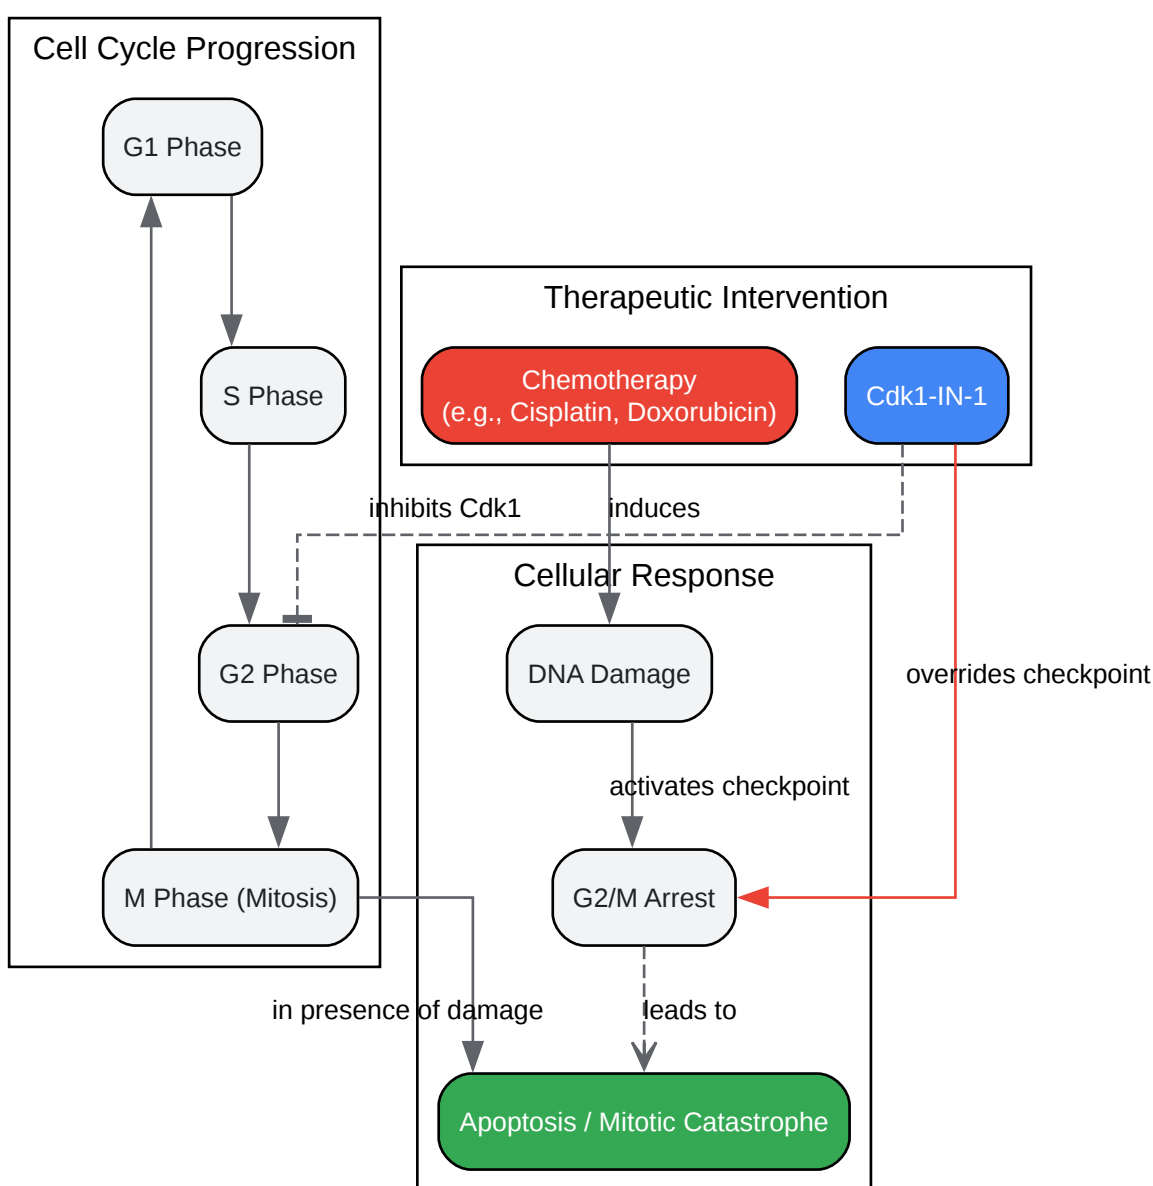 Cell Cycle Progression
G1 Phase
Therapeutic Intervention
S Phase
Chemotherapy
(e.g., Cisplatin, Doxorubicin)
Cdk1-IN-1
inhibits Cdk1
induces
Cellular Response
G2 Phase
DNA Damage
overrides checkpoint
activates checkpoint
M Phase (Mitosis)
G2/M Arrest
in presence of damage
leads to
Apoptosis / Mitotic Catastrophe